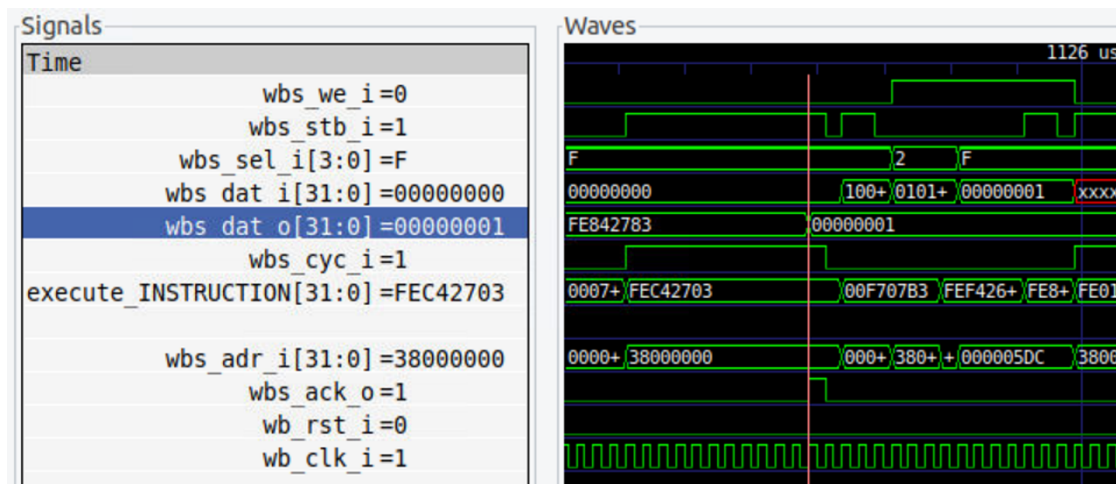 Signals
Time
wbs_we_i=0
wbs_stb_i=1
wbs_sel_i[3:0]=F
wbs_dat_i[31:0]=00000000
wbs_dat_o[31:0]=00000001
wbs_cyc_i=1
execute_INSTRUCTION[31:0]=FEC42703
wbs_adr_i[31:0]=38000000
wbs_ack_o=1
wb_rst_i=0
wb_clk_i=1
Waves
1126 us
F 2 F
00000000 100+ 0101+ 00000001 xxxx
FE842783 00000001
0007+ FEC42703 00F707B3 FEF426+ FE8+ FE01
0000+ 38000000 000+ 380+ + 000005DC 3800